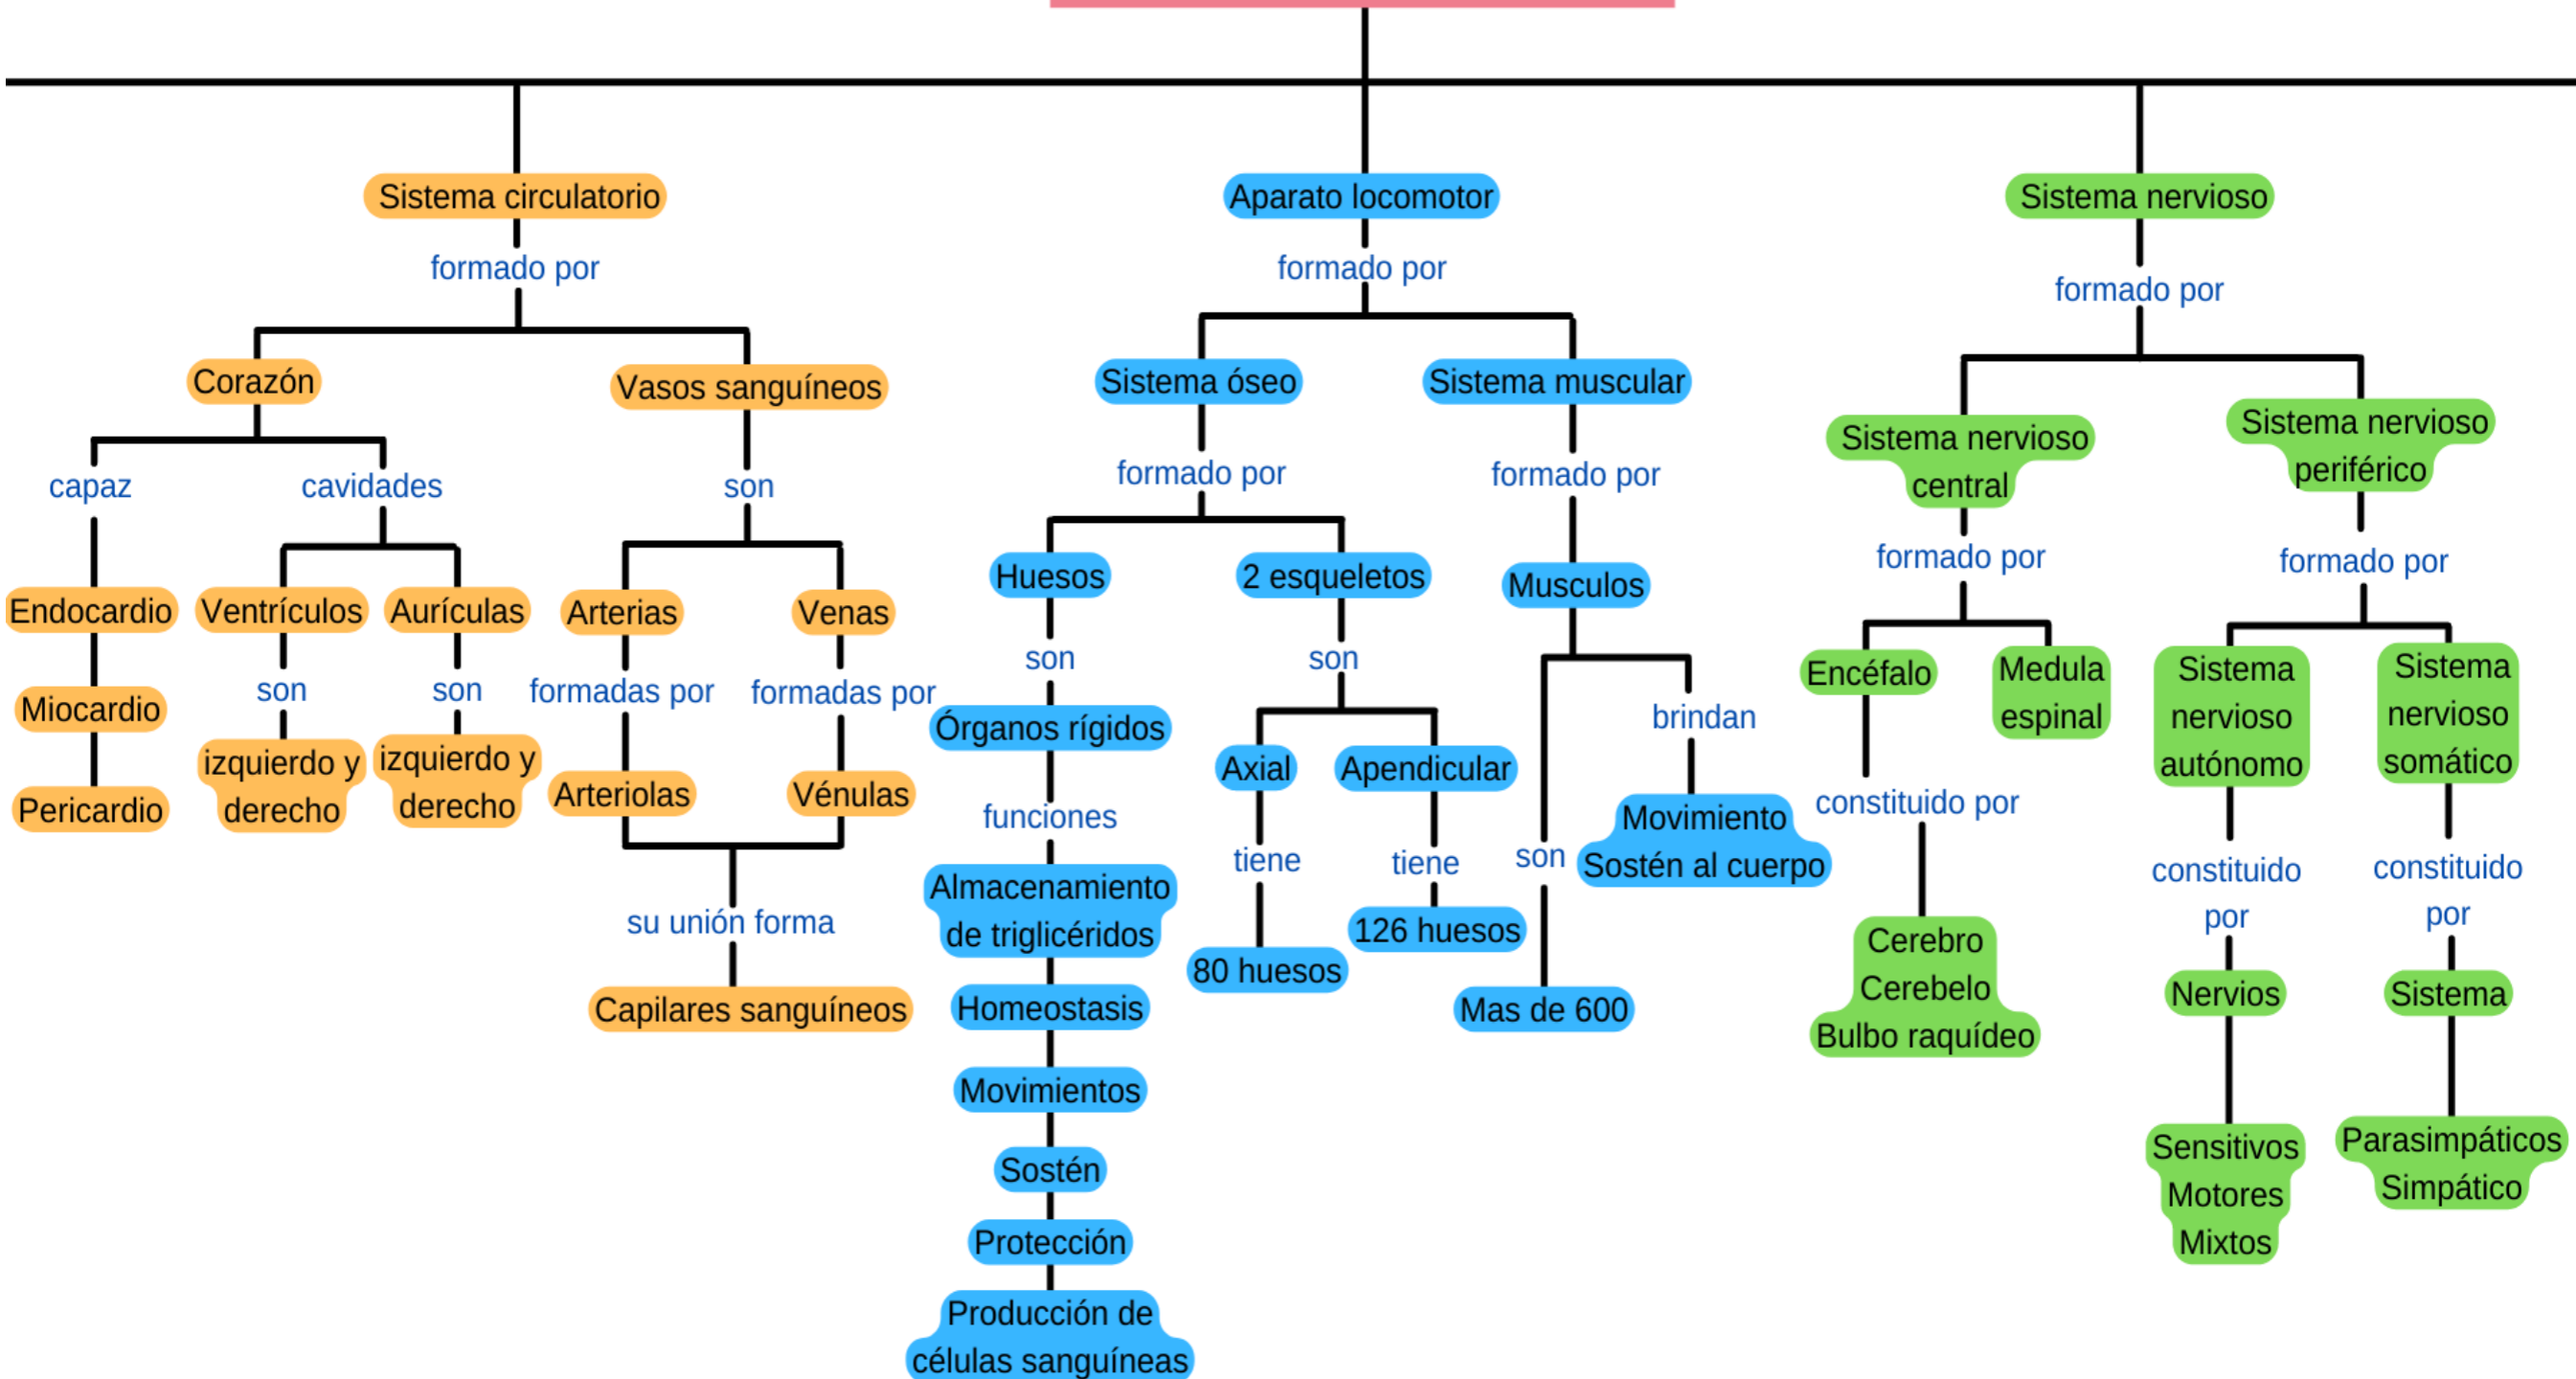 Sistema circulatorio
formado por
Corazón
capaz
Endocardio
Miocardio
Pericardio
cavidades
Ventrículos
son
izquierdo y
derecho
Aurículas
son
izquierdo y
derecho
Vasos sanguíneos
son
Arterias
formadas por
Arteriolas
Venas
formadas por
Vénulas
su unión forma
Capilares sanguíneos
Aparato locomotor
formado por
Sistema óseo
formado por
Huesos
son
Órganos rígidos
funciones
Almacenamiento
de triglicéridos
Homeostasis
Movimientos
Sostén
Protección
Producción de
células sanguíneas
2 esqueletos
son
Axial
tiene
80 huesos
Apendicular
tiene
126 huesos
Sistema muscular
formado por
Musculos
son
Mas de 600
brindan
Movimiento
Sostén al cuerpo
Sistema nervioso
formado por
Sistema nervioso
central
formado por
Encéfalo
constituido por
Cerebro
Cerebelo
Bulbo raquídeo
Medula
espinal
Sistema nervioso
periférico
formado por
Sistema
nervioso
autónomo
constituido
por
Nervios
Sensitivos
Motores
Mixtos
Sistema
nervioso
somático
constituido
por
Sistema
Parasimpáticos
Simpático